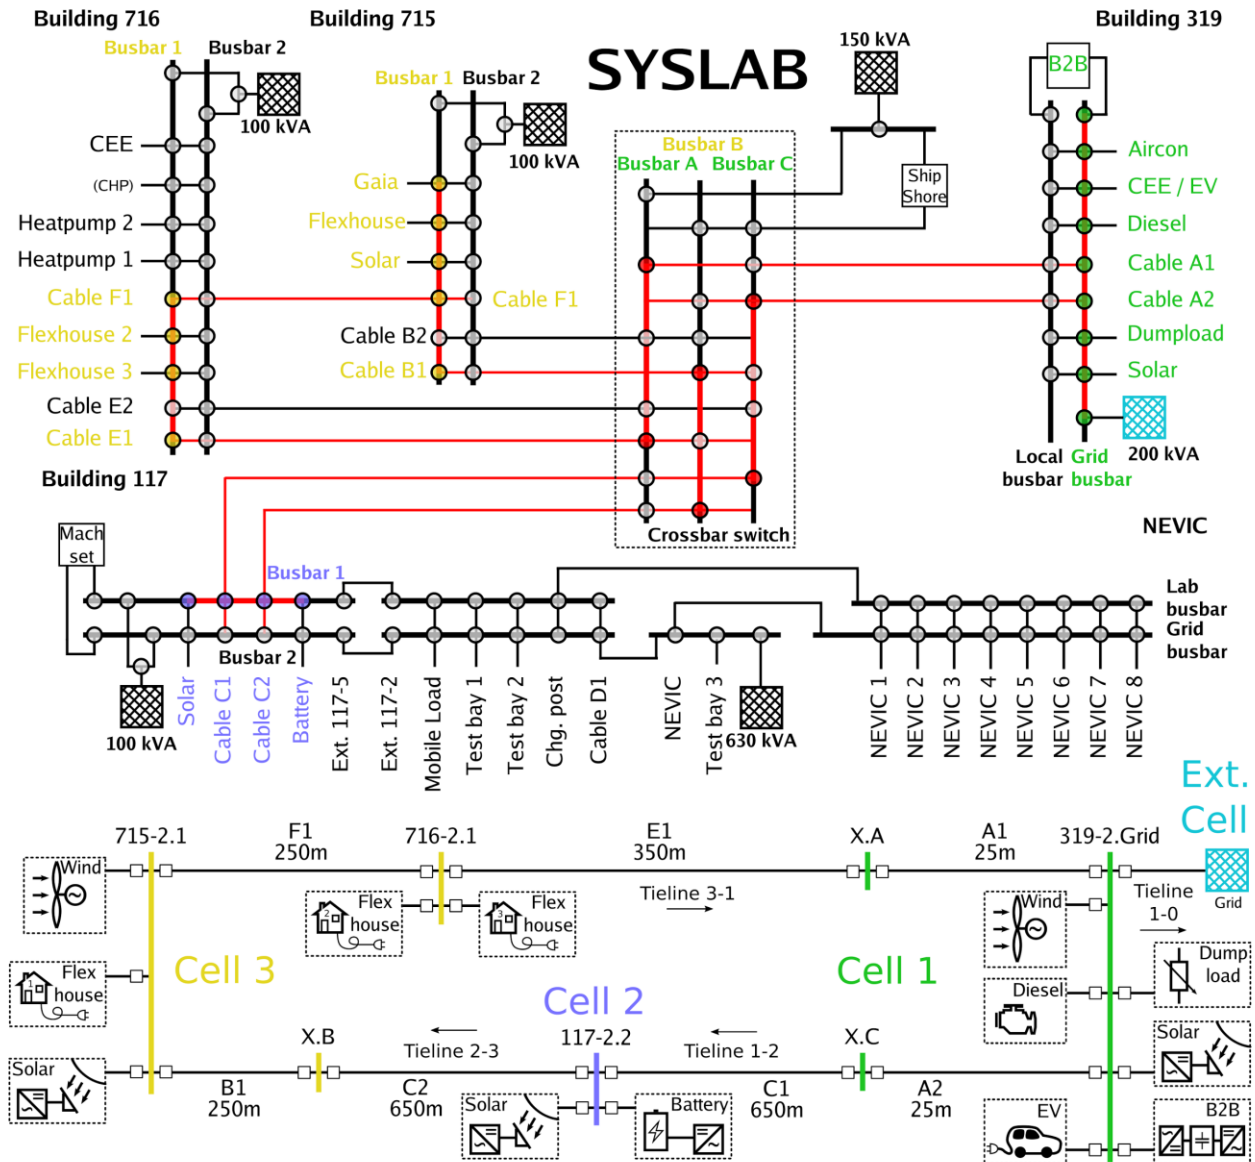 Building 716
Building 715
Building 319
SYSLAB
150 kVA
Busbar 1
Busbar 2
Busbar 1
Busbar 2
B2B
100 kVA
100 kVA
CEE
(CHP)
Heatpump 2
Heatpump 1
Cable F1
Flexhouse 2
Flexhouse 3
Cable E2
Cable E1
Gaia
Flexhouse
Solar
Cable F1
Cable B2
Cable B1
Busbar B
Busbar A
Busbar C
Ship
Shore
Crossbar switch
Aircon
CEE / EV
Diesel
Cable A1
Cable A2
Dumpload
Solar
200 kVA
Local
busbar
Grid
busbar
Building 117
NEVIC
Mach
set
Busbar 1
Busbar 2
Lab
busbar
Grid
busbar
100 kVA
Solar
Cable C1
Cable C2
Battery
Ext. 117-5
Ext. 117-2
Mobile Load
Test bay 1
Test bay 2
Chg. post
Cable D1
NEVIC
Test bay 3
630 kVA
NEVIC 1
NEVIC 2
NEVIC 3
NEVIC 4
NEVIC 5
NEVIC 6
NEVIC 7
NEVIC 8
Ext.
Cell
715-2.1
F1
250m
716-2.1
E1
350m
X.A
A1
25m
319-2.Grid
Grid
Wind
2
Flex
house
3
Flex
house
Tieline 3-1
Wind
Tieline
1-0
1
Flex
house
Cell 3
Cell 2
Cell 1
Diesel
Dump
load
X.B
Tieline 2-3
117-2.2
Tieline 1-2
X.C
Solar
Solar
B1
250m
C2
650m
C1
650m
A2
25m
Solar
Battery
EV
B2B